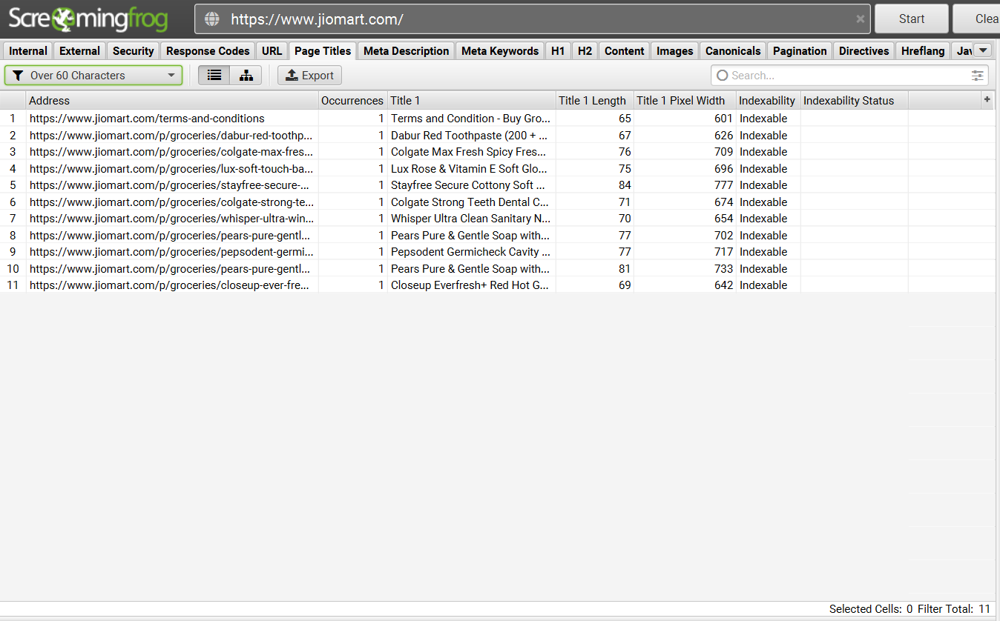 Screamingfrog https://www.jiomart.com/ Start Clea
Internal External Security Response Codes URL Page Titles Meta Description Meta Keywords H1 H2 Content Images Canonicals Pagination Directives Hreflang Jav
Over 60 Characters Export Search...
Address Occurrences Title 1 Title 1 Length Title 1 Pixel Width Indexability Indexability Status +
1 https://www.jiomart.com/terms-and-conditions 1 Terms and Condition - Buy Gro... 65 601 Indexable
2 https://www.jiomart.com/p/groceries/dabur-red-toothp... 1 Dabur Red Toothpaste (200 + ... 67 626 Indexable
3 https://www.jiomart.com/p/groceries/colgate-max-fres... 1 Colgate Max Fresh Spicy Fres... 76 709 Indexable
4 https://www.jiomart.com/p/groceries/lux-soft-touch-ba... 1 Lux Rose & Vitamin E Soft Glo... 75 696 Indexable
5 https://www.jiomart.com/p/groceries/stayfree-secure-... 1 Stayfree Secure Cottony Soft ... 84 777 Indexable
6 https://www.jiomart.com/p/groceries/colgate-strong-te... 1 Colgate Strong Teeth Dental C... 71 674 Indexable
7 https://www.jiomart.com/p/groceries/whisper-ultra-win... 1 Whisper Ultra Clean Sanitary N... 70 654 Indexable
8 https://www.jiomart.com/p/groceries/pears-pure-gentl... 1 Pears Pure & Gentle Soap with... 77 702 Indexable
9 https://www.jiomart.com/p/groceries/pepsodent-germi... 1 Pepsodent Germicheck Cavity ... 77 717 Indexable
10 https://www.jiomart.com/p/groceries/pears-pure-gentl... 1 Pears Pure & Gentle Soap with... 81 733 Indexable
11 https://www.jiomart.com/p/groceries/closeup-ever-fre... 1 Closeup Everfresh+ Red Hot G... 69 642 Indexable
Selected Cells: 0 Filter Total: 11